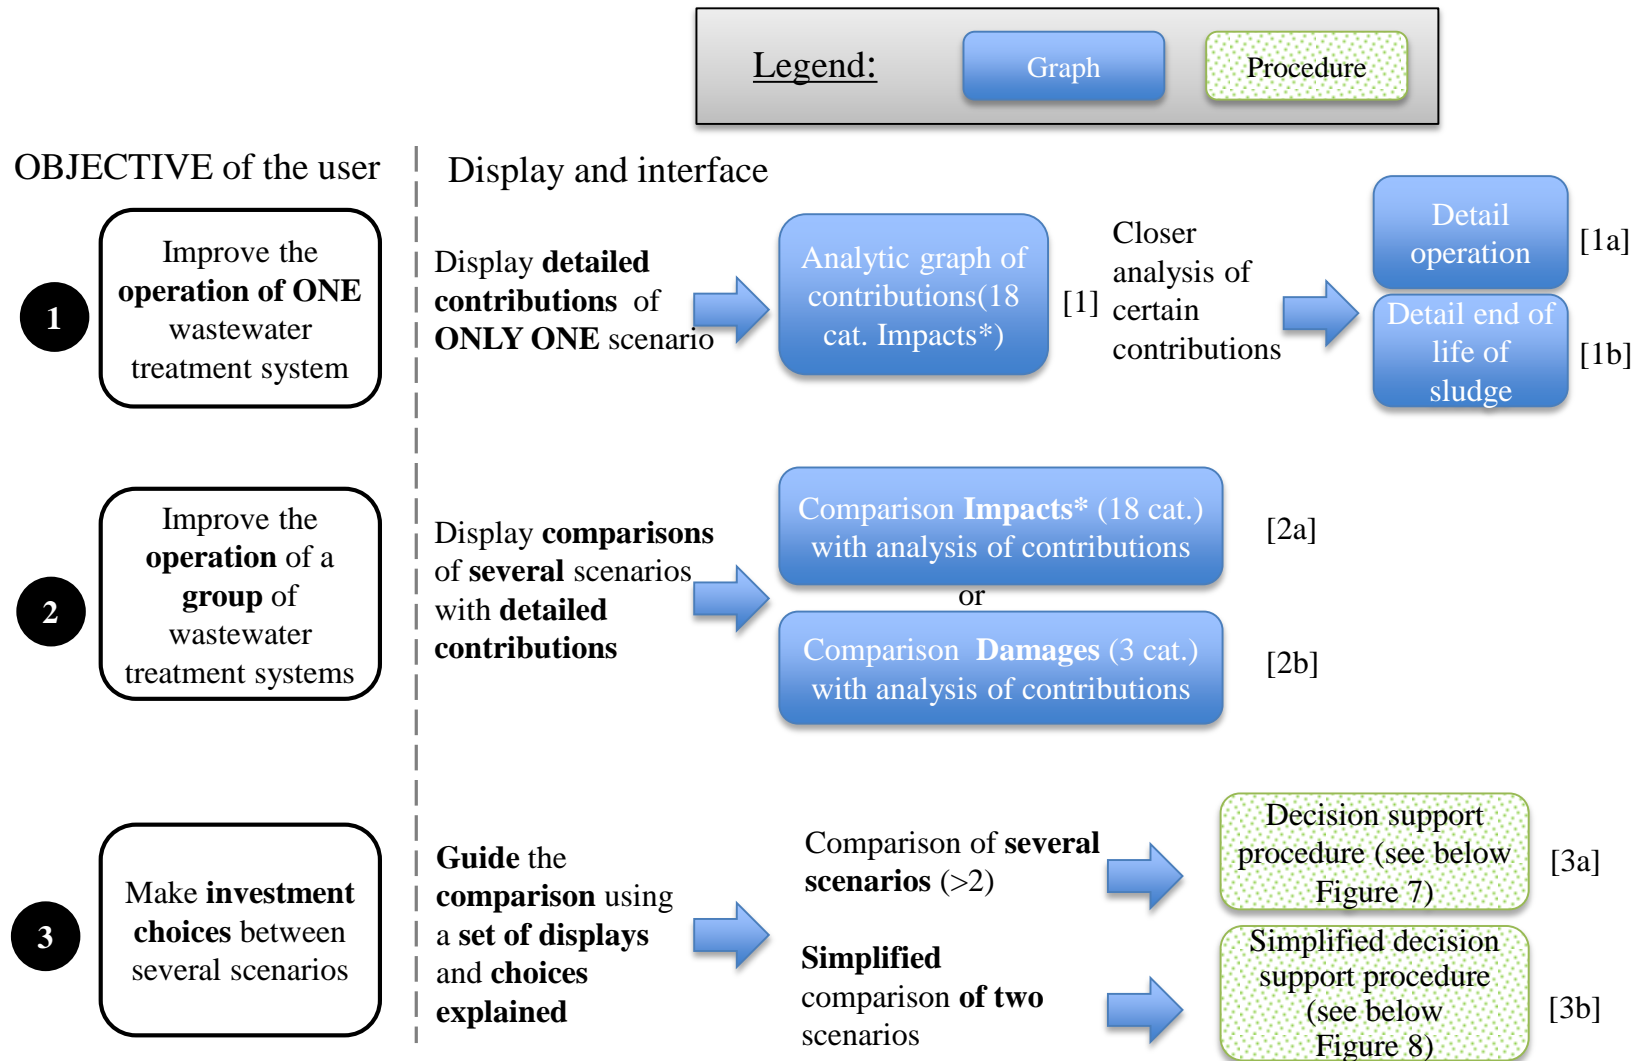 Legend:
Graph
Procedure
OBJECTIVE of the user
Display and interface
1
Improve the
operation of ONE
wastewater
treatment system
Display detailed
contributions of
ONLY ONE scenario
Analytic graph of
contributions(18
cat. Impacts*)
[1]
Closer
analysis of
certain
contributions
Detail
operation
[1a]
Detail end of
life of
sludge
[1b]
2
Improve the
operation of a
group of
wastewater
treatment systems
Display comparisons
of several scenarios
with detailed
contributions
Comparison Impacts* (18 cat.)
with analysis of contributions
[2a]
or
Comparison Damages (3 cat.)
with analysis of contributions
[2b]
3
Make investment
choices between
several scenarios
Guide the
comparison using
a set of displays
and choices
explained
Comparison of several
scenarios (>2)
Decision support
procedure (see below
Figure 7)
[3a]
Simplified
comparison of two
scenarios
Simplified decision
support procedure
(see below
Figure 8)
[3b]